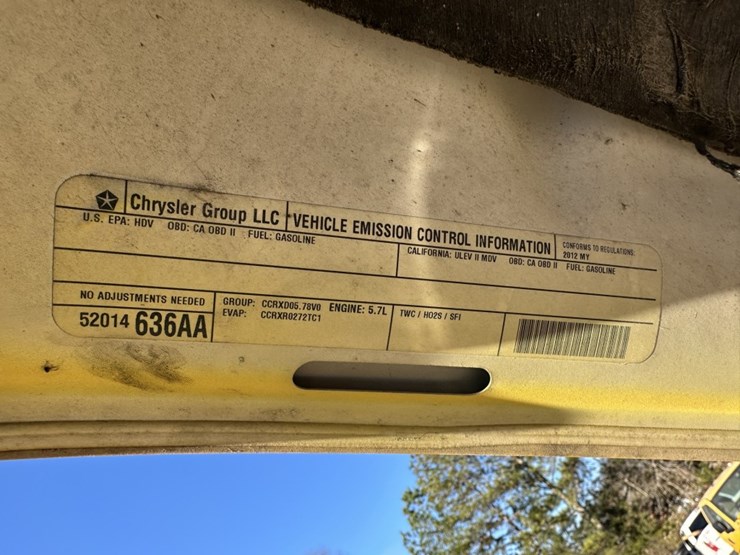 Chrysler Group LLC VEHICLE EMISSION CONTROL INFORMATION CONFORMS TO REGULATIONS:
2012 MY
U.S. EPA: HDV OBD: CA OBD II FUEL: GASOLINE
CALIFORNIA: ULEV II MDV OBD: CA OBD II FUEL: GASOLINE
NO ADJUSTMENTS NEEDED
52014 636AA
GROUP: CCRXD05.78V0 ENGINE: 5.7L
EVAP: CCRXR0272TC1
TWC / HO2S / SFI